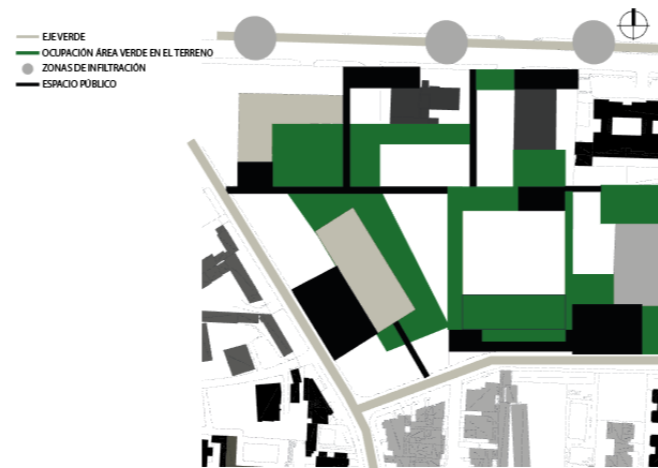 EJE VERDE
OCUPACIÓN ÁREA VERDE EN EL TERRENO
ZONAS DE INFILTRACIÓN
ESPACIO PÚBLICO